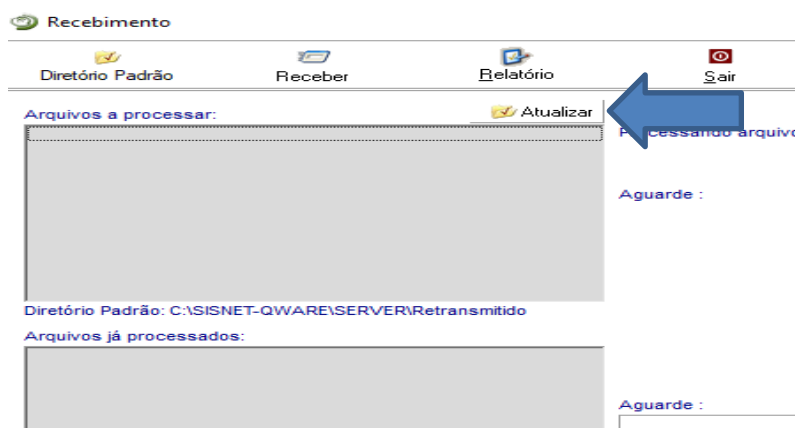 Recebimento
Diretório Padrão Receber Relatório Sair
Arquivos a processar: Atualizar
Aguarde :
Diretório Padrão: C:\SISNET-QWARE\SERVER\Retransmitido
Arquivos já processados:
Aguarde :